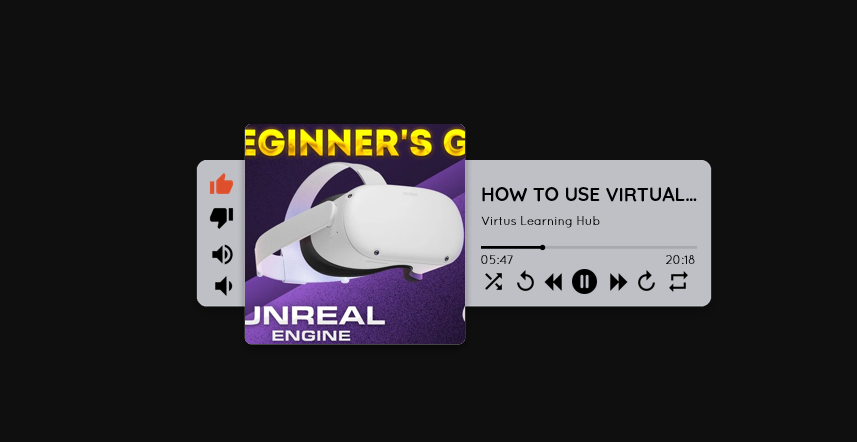 EGINNER'S G
UNREAL
ENGINE
HOW TO USE VIRTUAL...
Virtus Learning Hub
05:47
20:18